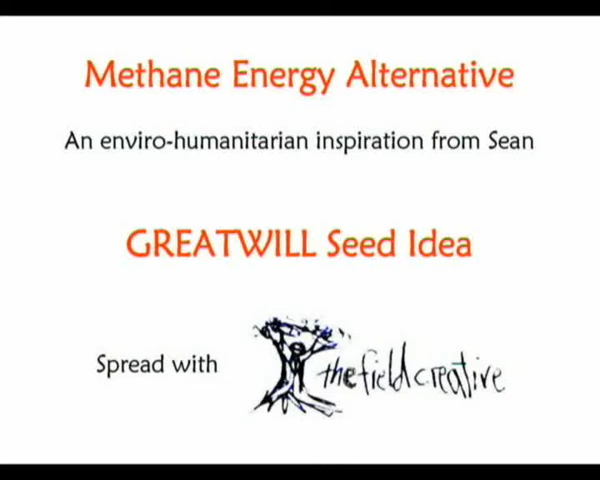 Methane Energy Alternative
An enviro-humanitarian inspiration from Sean
GREATWILL Seed Idea
Spread with
thefieldcreative